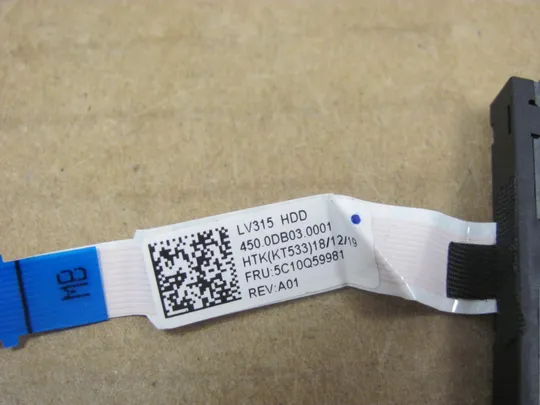 LV315 HDD
450.0DB03.0001
HTK(KT533)18/12/19
FRU:5C10Q59981
REV:A01
MB